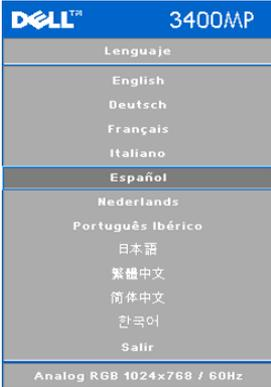 DELL™ 3400MP
Lenguaje
English
Deutsch
Français
Italiano
Español
Nederlands
Português Ibérico
日本語
繁體中文
简体中文
한국어
Salir
Analog RGB 1024x768 / 60Hz